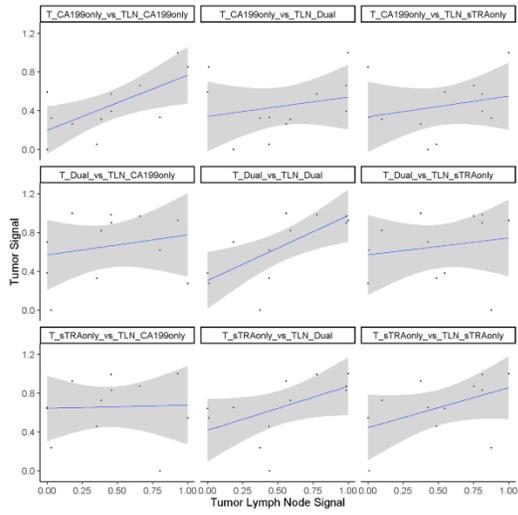 T_CA199only_vs_TLN_CA199only T_CA199only_vs_TLN_Dual T_CA199only_vs_TLN_sTRAonly
1.2
0.8
0.4
0.0
T_Dual_vs_TLN_CA199only T_Dual_vs_TLN_Dual T_Dual_vs_TLN_sTRAonly
1.2
0.8
0.4
0.0
Tumor Signal
T_sTRAonly_vs_TLN_CA199only T_sTRAonly_vs_TLN_Dual T_sTRAonly_vs_TLN_sTRAonly
1.2
0.8
0.4
0.0
0.00 0.25 0.50 0.75 1.00 0.00 0.25 0.50 0.75 1.00 0.00 0.25 0.50 0.75 1.00
Tumor Lymph Node Signal